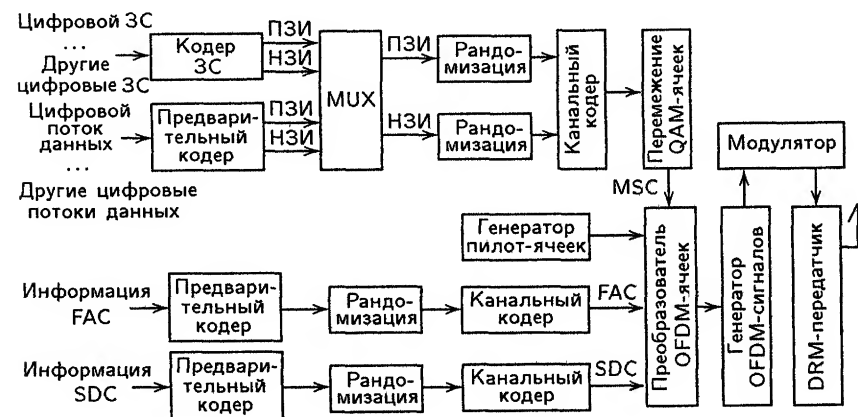 Цифровой ЗС
...
Другие
цифровые ЗС
Кодер
ЗС
ПЗИ
НЗИ
Цифровой
поток
данных
...
Другие цифровые
потоки данных
Предвари-
тельный
кодер
ПЗИ
НЗИ
MUX
ПЗИ
НЗИ
Рандо-
мизация
Рандо-
мизация
Канальный
кодер
Перемежение
QAM-ячеек
MSC
Модулятор
Генератор
пилот-ячеек
Преобразователь
OFDM-ячеек
Генератор
OFDM-сигналов
DRM-передатчик
Информация
FAC
Предвари-
тельный
кодер
Рандо-
мизация
Канальный
кодер
FAC
Информация
SDC
Предвари-
тельный
кодер
Рандо-
мизация
Канальный
кодер
SDC